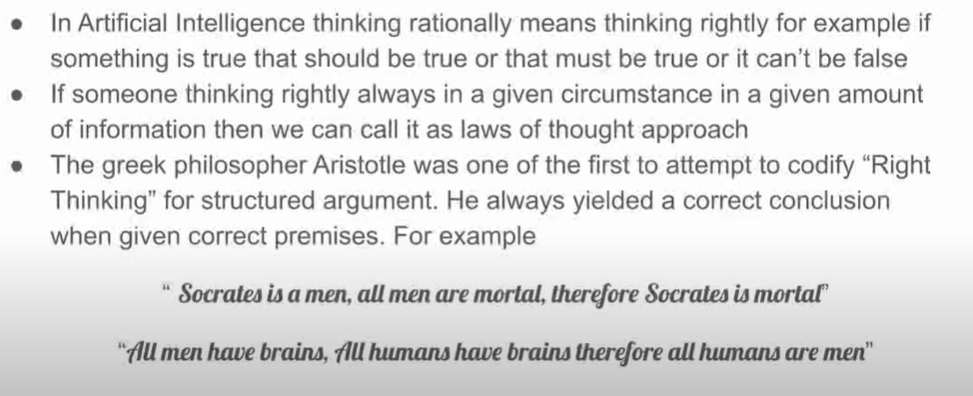 ● In Artificial Intelligence thinking rationally means thinking rightly for example if
something is true that should be true or that must be true or it can't be false
● If someone thinking rightly always in a given circumstance in a given amount
of information then we can call it as laws of thought approach
● The greek philosopher Aristotle was one of the first to attempt to codify “Right
Thinking” for structured argument. He always yielded a correct conclusion
when given correct premises. For example
“ Socrates is a men, all men are mortal, therefore Socrates is mortal”
“All men have brains, All humans have brains therefore all humans are men”